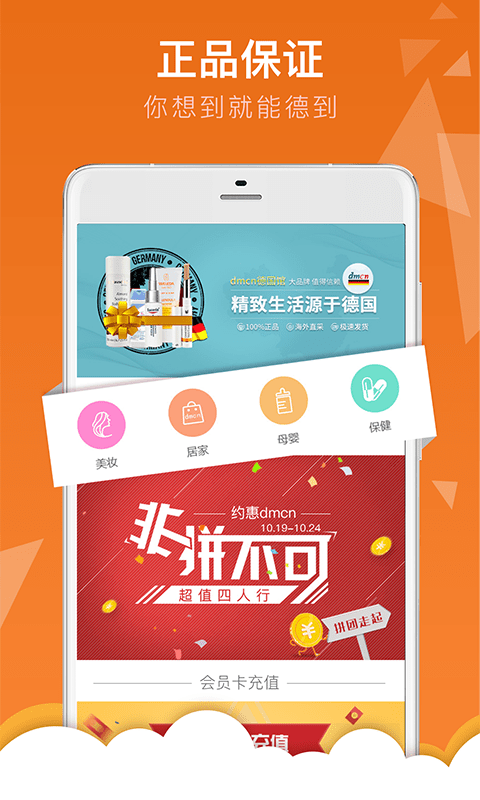 正品保证
你想到就能德到
GERMANY
dmcn德国馆 大品牌 值得信赖
dmcn
精致生活源于德国
100%正品 海外直采 极速发货
dmcn
美妆
居家
母婴
保健
约惠dmcn
10.19-10.24
非拼不可
超值四人行
拼团走起
会员卡充值
充值